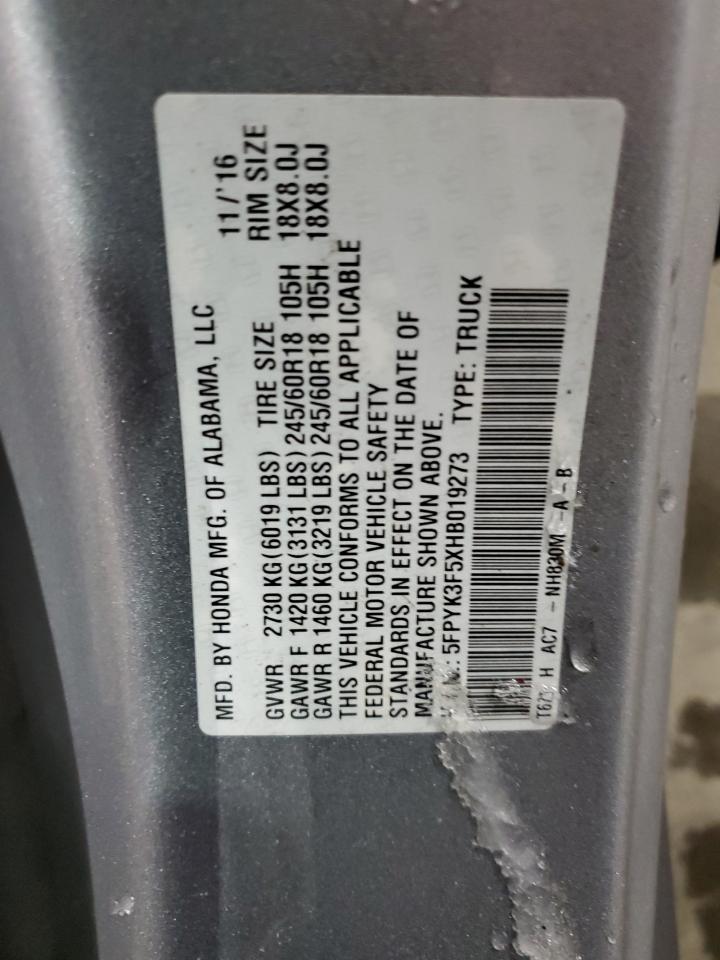 MFD. BY HONDA MFG. OF ALABAMA, LLC 11/'16
GVWR 2730 KG(6019 LBS) TIRE SIZE RIM SIZE
GAWR F 1420 KG(3131 LBS) 245/60R18 105H 18X8.0J
GAWR R 1460 KG(3219 LBS) 245/60R18 105H 18X8.0J
THIS VEHICLE CONFORMS TO ALL APPLICABLE
FEDERAL MOTOR VEHICLE SAFETY
STANDARDS IN EFFECT ON THE DATE OF
MANUFACTURE SHOWN ABOVE.
: 5FPYK3F5XHB019273 TYPE: TRUCK
H AC7 - NH830M -A - B